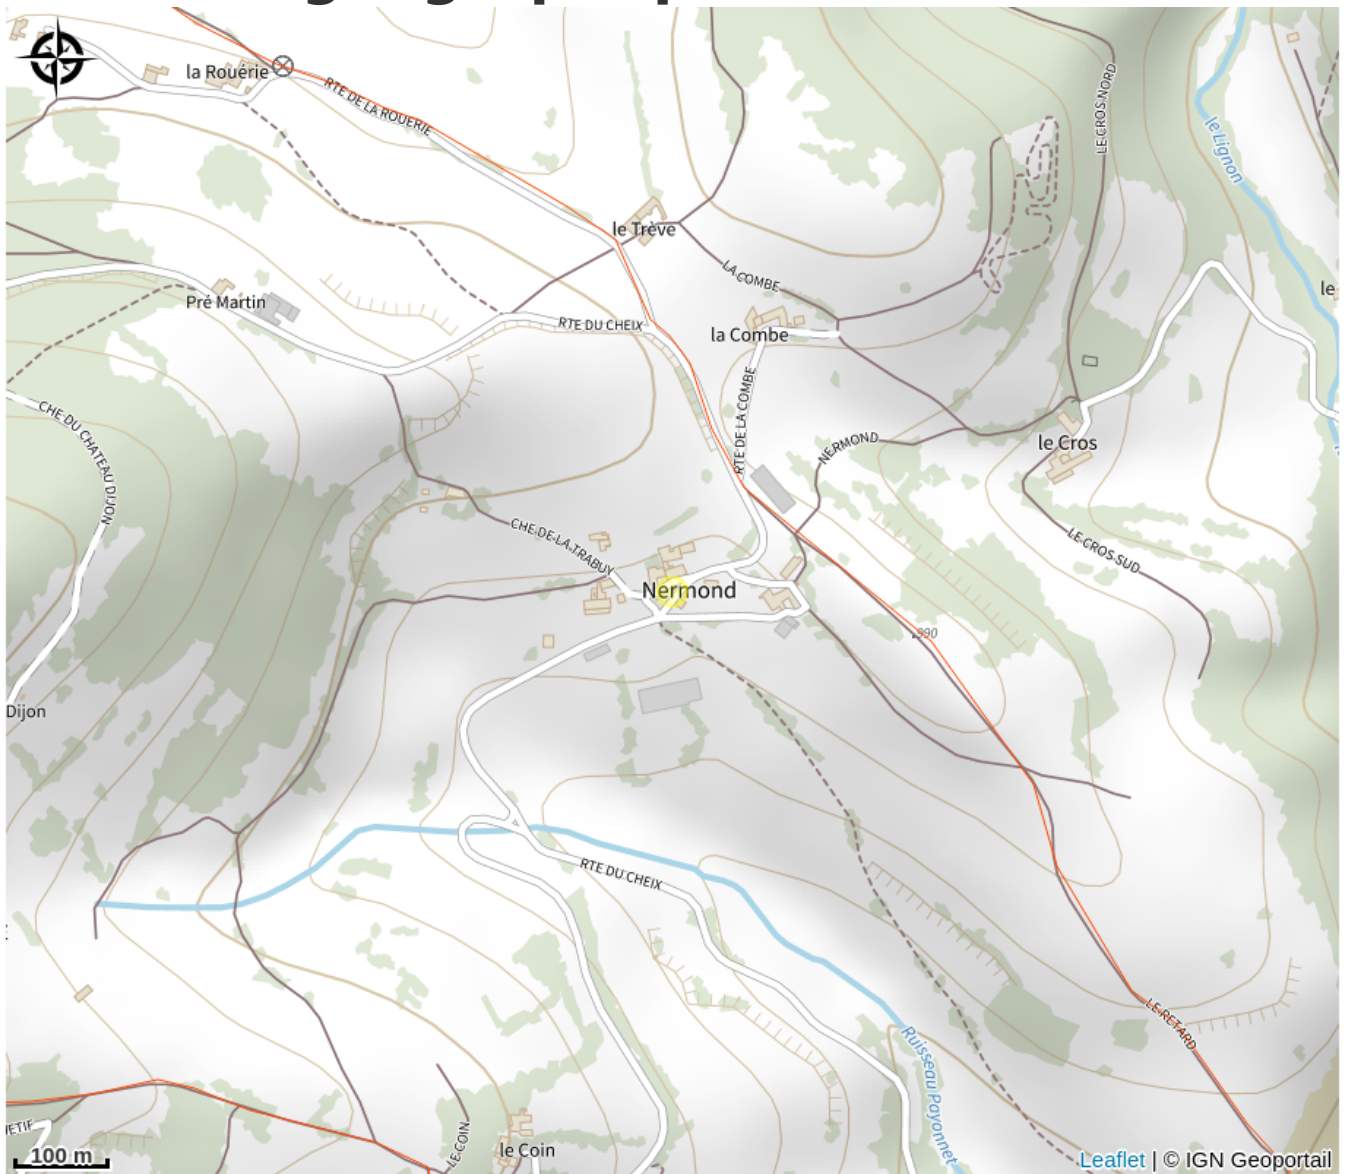 la Rouérie
RTE DE LA ROUERIE
LE CROS NORD
le Lignon
le Trève
LA COMBE
le
Pré Martin
RTE DU CHEIX
la Combe
RTE DE LA COMBE
CHE DU CHATEAU DIJON
NERMOND
le Cros
CHE DE LA TRABUY
LE CROS SUD
Nermond
990
Dijon
RTE DU CHEIX
LE RETARD
Ruisseau Payonnet
LE COIN
le Coin
100 m
Leaflet | © IGN Geoportail